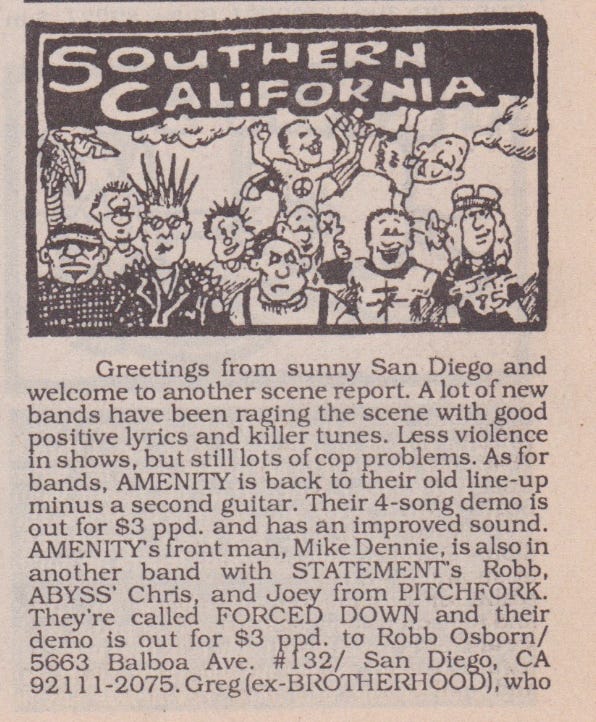 SOUTHERN
CALiFORNIA
Greetings from sunny San Diego and
welcome to another scene report. A lot of new
bands have been raging the scene with good
positive lyrics and killer tunes. Less violence
in shows, but still lots of cop problems. As for
bands, AMENITY is back to their old line-up
minus a second guitar. Their 4-song demo is
out for $3 ppd. and has an improved sound.
AMENITY's front man, Mike Dennie, is also in
another band with STATEMENT's Robb,
ABYSS' Chris, and Joey from PITCHFORK.
They're called FORCED DOWN and their
demo is out for $3 ppd. to Robb Osborn/
5663 Balboa Ave. #132/ San Diego, CA
92111-2075. Greg (ex-BROTHERHOOD), who